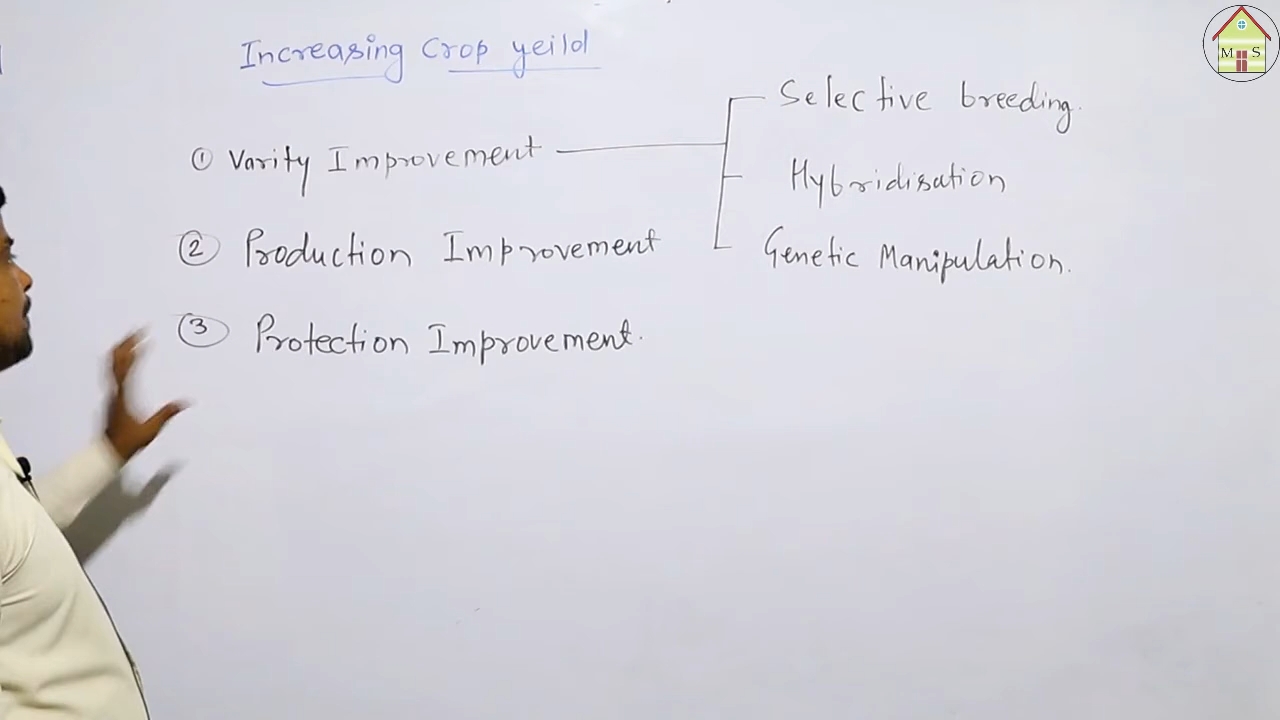 Increasing Crop yeild
① Varity Improvement
Selective breeding.
Hybridisation
Genetic Manipulation.
② Production Improvement
③ Protection Improvement.
M S